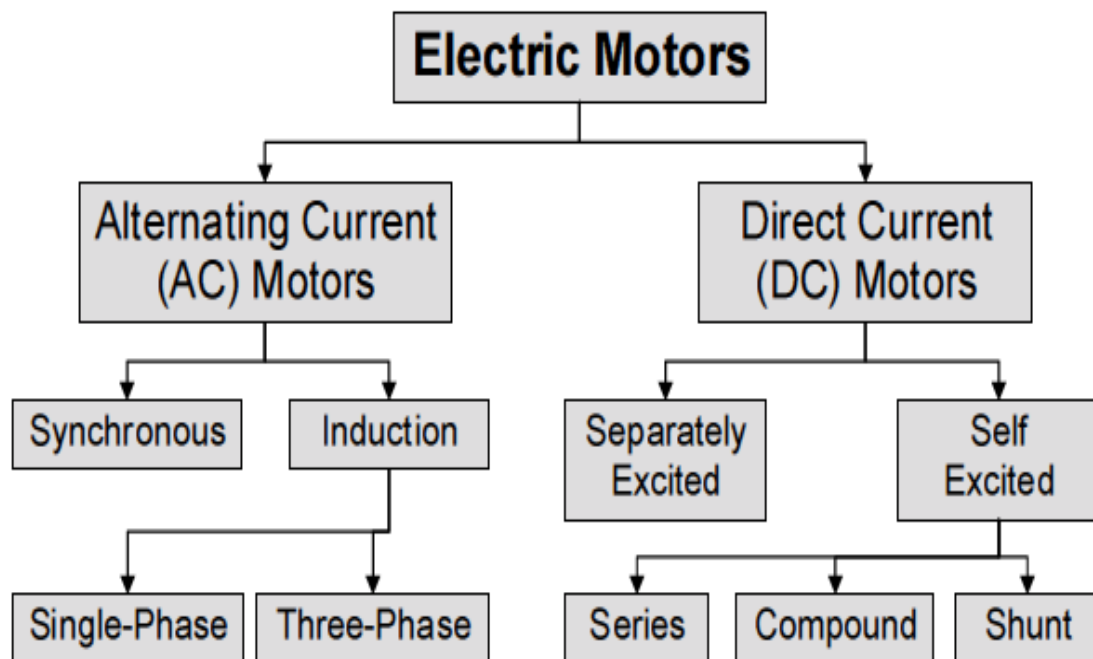 Electric Motors
Alternating Current
(AC) Motors
Direct Current
(DC) Motors
Synchronous
Induction
Separately
Excited
Self
Excited
Single-Phase
Three-Phase
Series
Compound
Shunt